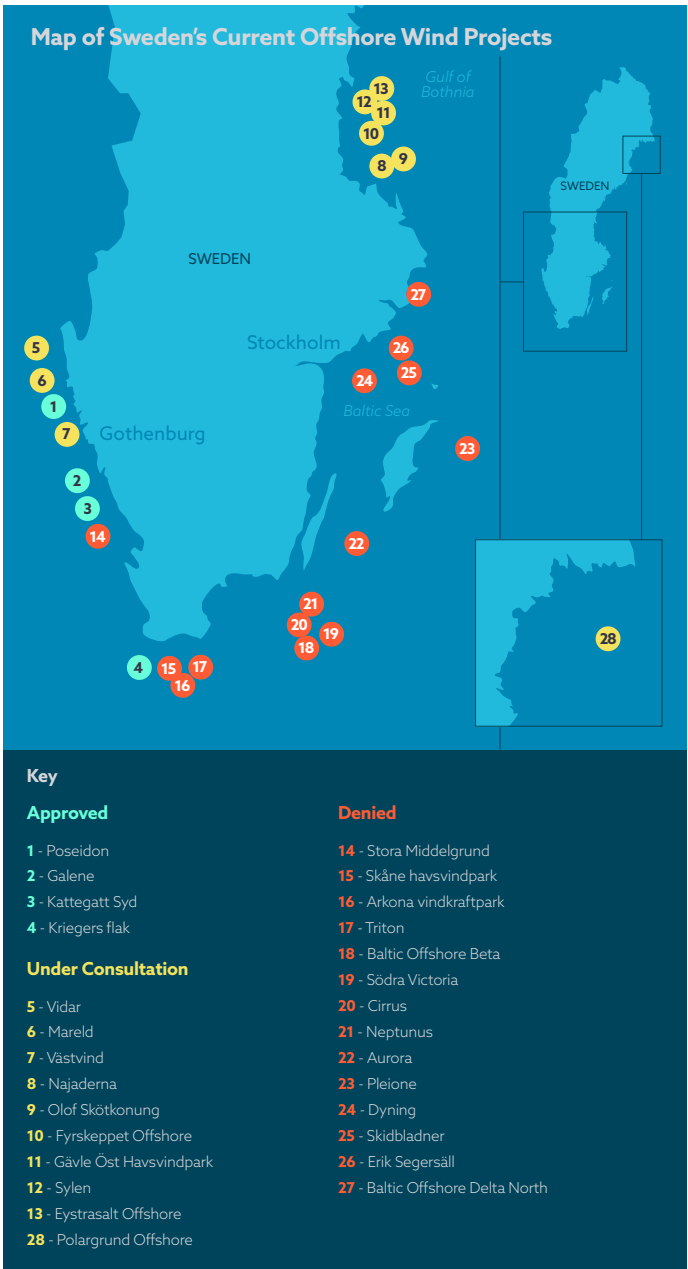 Map of Sweden's Current Offshore Wind Projects
Gulf of
Bothnia
13
12
11
10
9
8
SWEDEN
SWEDEN
27
Stockholm
5
26
25
6
24
1
Baltic Sea
7
Gothenburg
23
2
3
14
22
21
20
19
18
28
4
15
17
16
Key
Approved
1 - Poseidon
2 - Galene
3 - Kattegatt Syd
4 - Kriegers flak
Under Consultation
5 - Vidar
6 - Mareld
7 - Västvind
8 - Najaderna
9 - Olof Skötkonung
10 - Fyrskeppet Offshore
11 - Gävle Öst Havsvindpark
12 - Sylen
13 - Eystrasalt Offshore
28 - Polargrund Offshore
Denied
14 - Stora Middelgrund
15 - Skåne havsvindpark
16 - Arkona vindkraftpark
17 - Triton
18 - Baltic Offshore Beta
19 - Södra Victoria
20 - Cirrus
21 - Neptunus
22 - Aurora
23 - Pleione
24 - Dyning
25 - Skidbladner
26 - Erik Segersäll
27 - Baltic Offshore Delta North